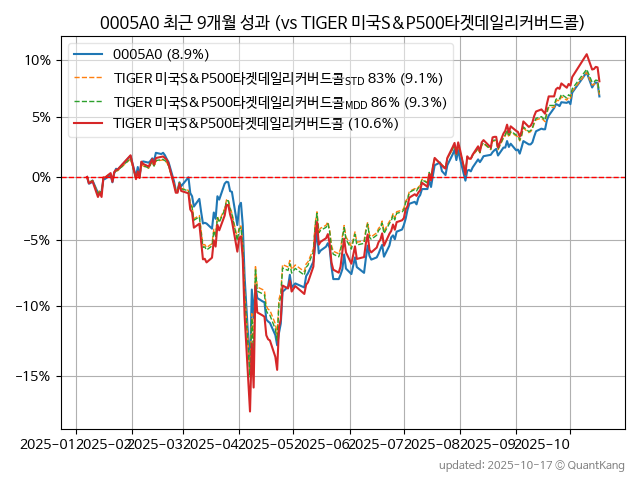 0005A0 최근 9개월 성과 (vs TIGER 미국S&P500타겟데일리커버드콜)
0005A0 (8.9%)
TIGER 미국S&P500타겟데일리커버드콜STD 83% (9.1%)
TIGER 미국S&P500타겟데일리커버드콜MDD 86% (9.3%)
TIGER 미국S&P500타겟데일리커버드콜 (10.6%)
10%
5%
0%
−5%
−10%
−15%
2025-01 2025-02 2025-03 2025-04 2025-05 2025-06 2025-07 2025-08 2025-09 2025-10
updated: 2025-10-17 © QuantKang